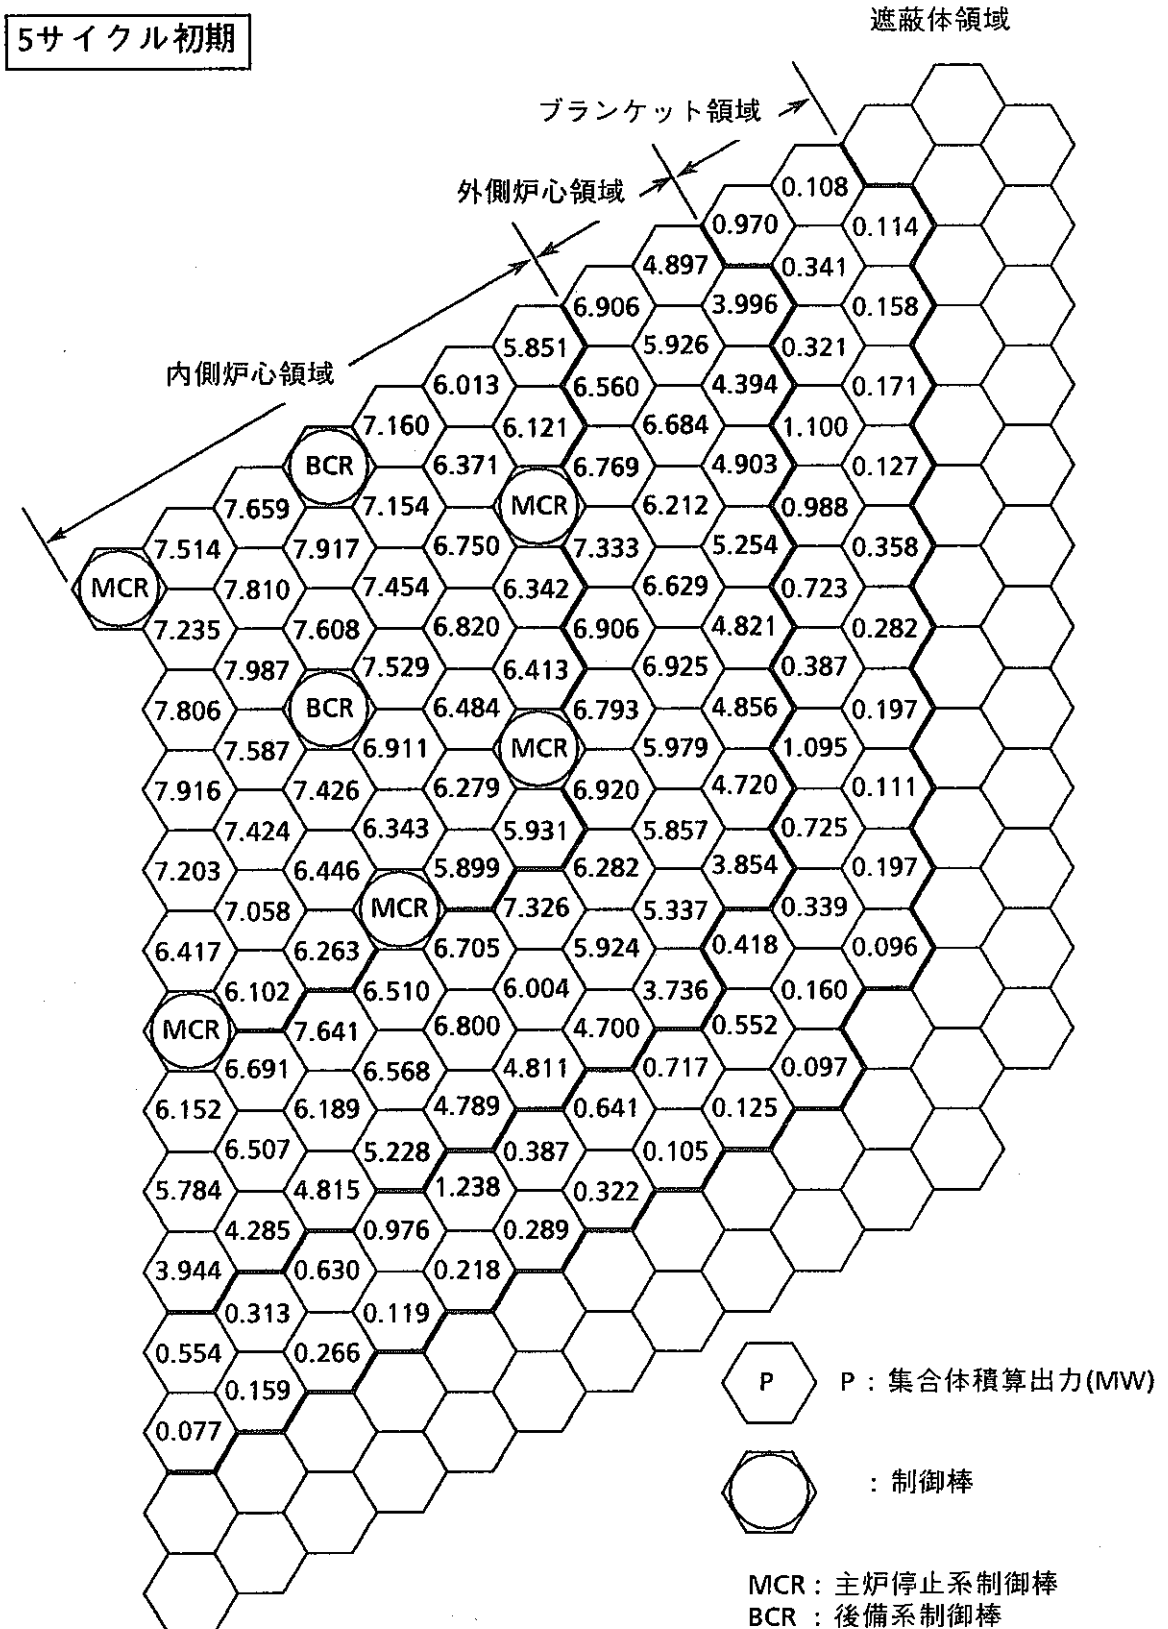 遮蔽体領域
5サイクル初期
ブランケット領域
0.108
外側炉心領域
0.970 0.114
4.897 0.341
6.906 3.996 0.158
5.851 5.926 0.321
内側炉心領域 6.013 6.560 4.394 0.171
7.160 6.121 6.684 1.100
BCR 6.371 6.769 4.903 0.127
7.659 7.154 MCR 6.212 0.988
7.514 7.917 6.750 7.333 5.254 0.358
MCR 7.810 7.454 6.342 6.629 0.723
7.235 7.608 6.820 6.906 4.821 0.282
7.987 7.529 6.413 6.925 0.387
7.806 BCR 6.484 6.793 4.856 0.197
7.587 6.911 MCR 5.979 1.095
7.916 7.426 6.279 6.920 4.720 0.111
7.424 6.343 5.931 5.857 0.725
7.203 6.446 5.899 6.282 3.854 0.197
7.058 MCR 7.326 5.337 0.339
6.417 6.263 6.705 5.924 0.418 0.096
6.102 6.510 6.004 3.736 0.160
MCR 7.641 6.800 4.700 0.552
6.691 6.568 4.811 0.717 0.097
6.152 6.189 4.789 0.641 0.125
6.507 5.228 0.387 0.105
5.784 4.815 1.238 0.322
4.285 0.976 0.289
3.944 0.630 0.218
0.313 0.119
0.554 0.266
P P : 集合体積算出力(MW)
0.159
0.077
: 制御棒
MCR : 主炉停止系制御棒
BCR : 後備系制御棒